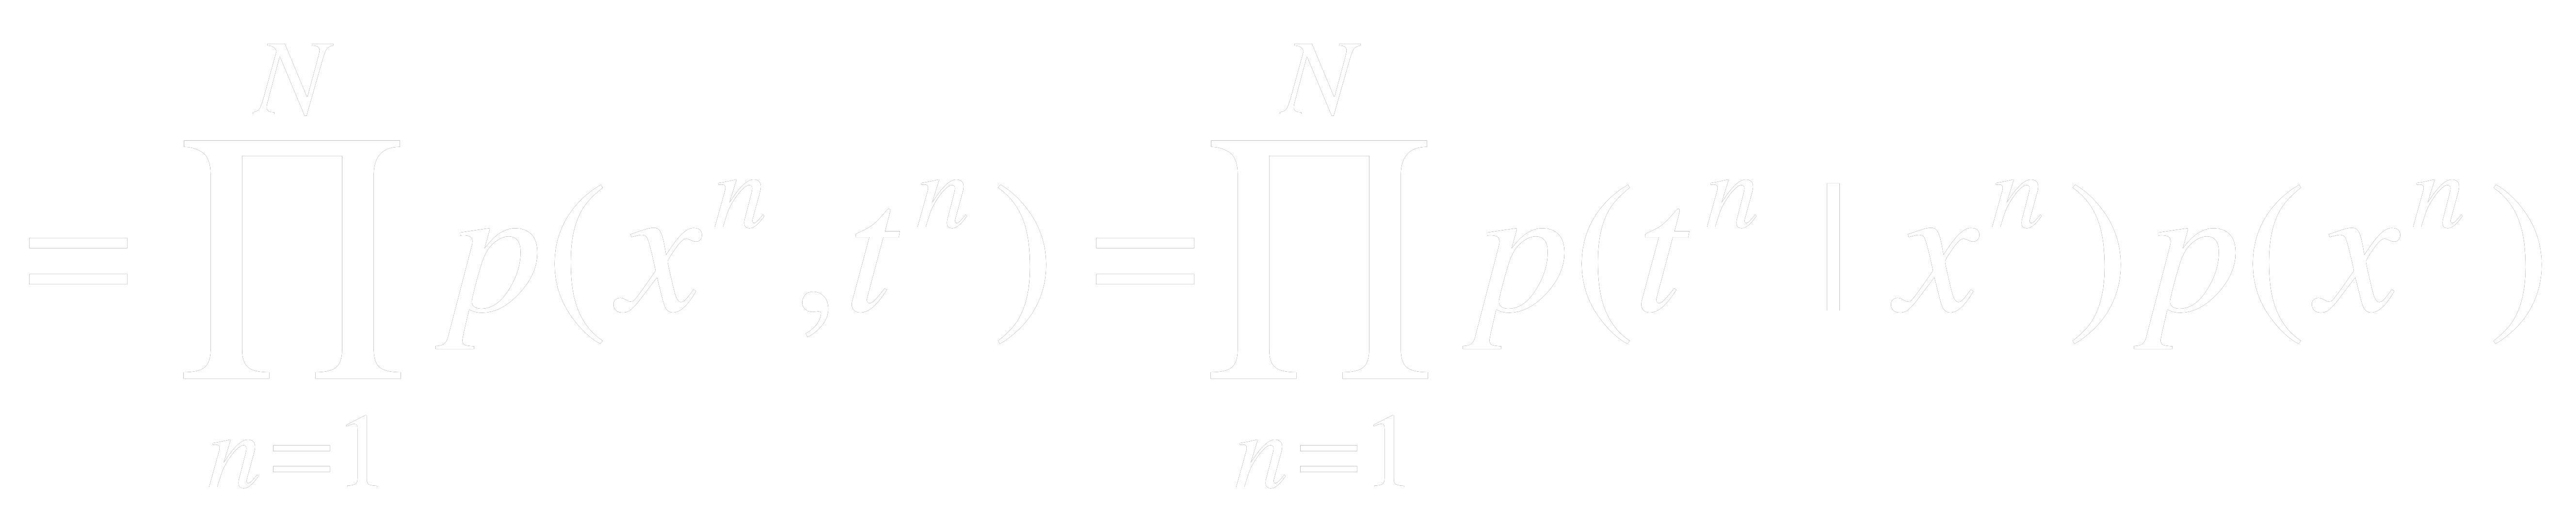 = ∏_{n=1}^{N} p(x^n, t^n) = ∏_{n=1}^{N} p(t^n | x^n) p(x^n)